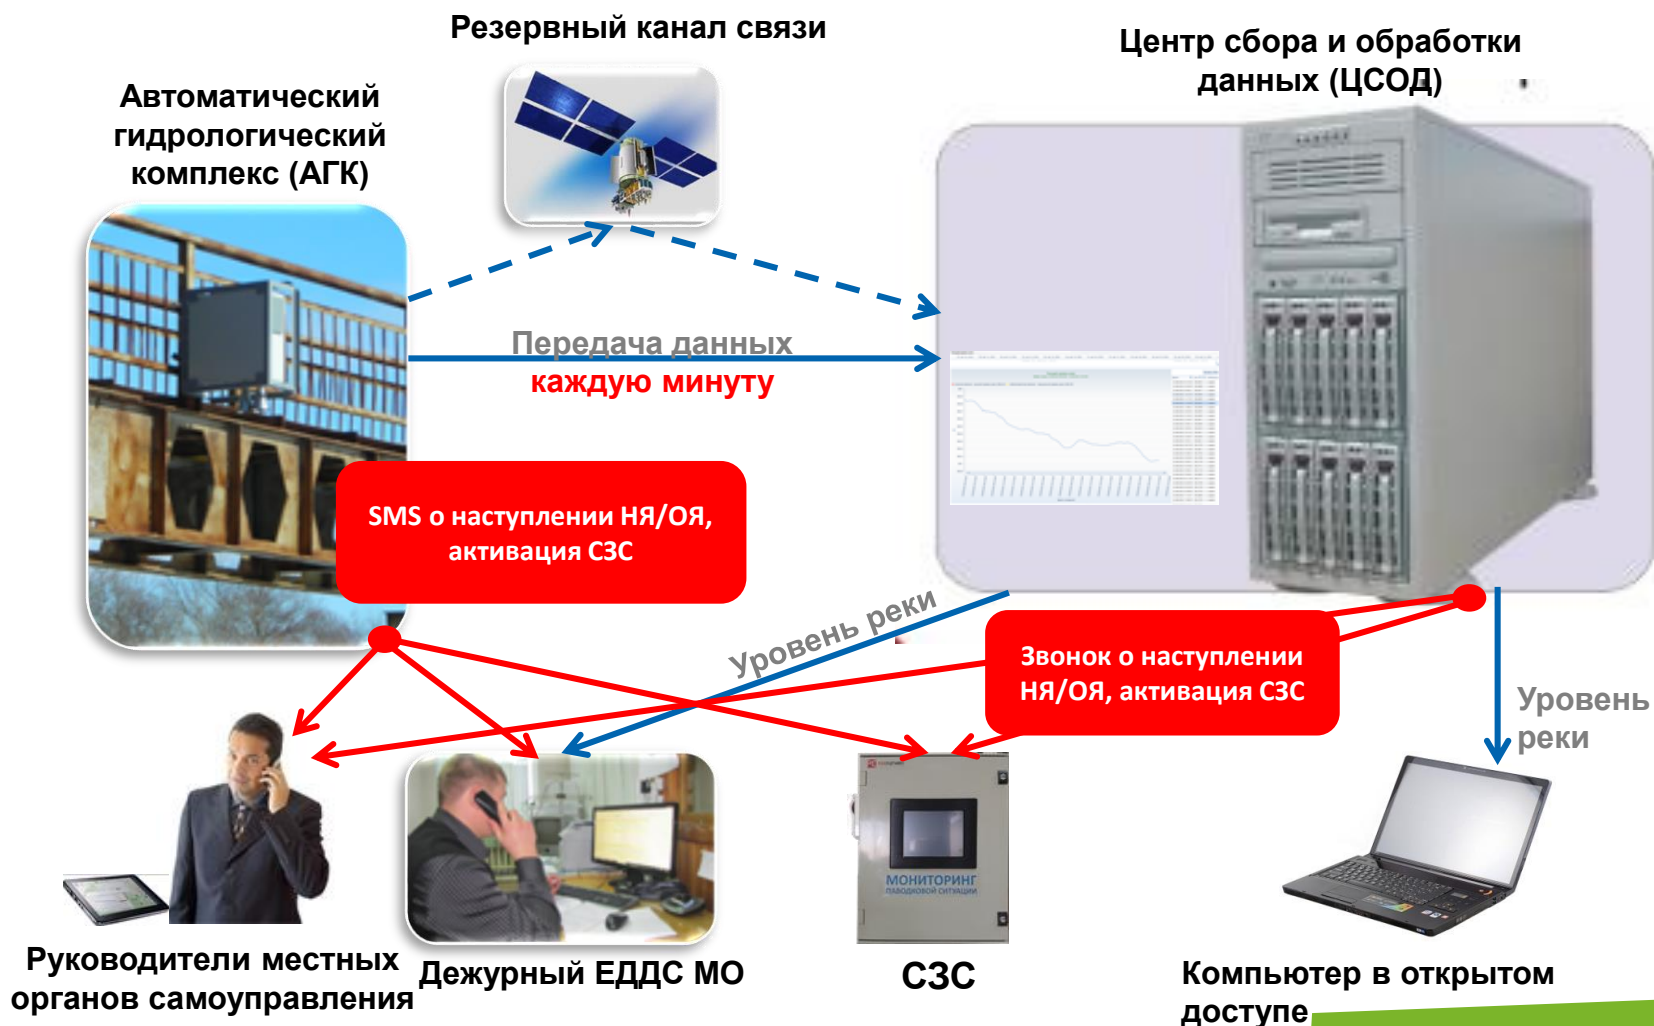 Резервный канал связи
Центр сбора и обработки
данных (ЦСОД)
Автоматический
гидрологический
комплекс (АГК)
Передача данных
каждую минуту
SMS о наступлении НЯ/ОЯ,
активация СЗС
Уровень реки
Звонок о наступлении
НЯ/ОЯ, активация СЗС
Уровень
реки
МОНИТОРИНГ
ПАВОДКОВОЙ СИТУАЦИИ
Руководители местных
органов самоуправления
Дежурный ЕДДС МО
СЗС
Компьютер в открытом
доступе